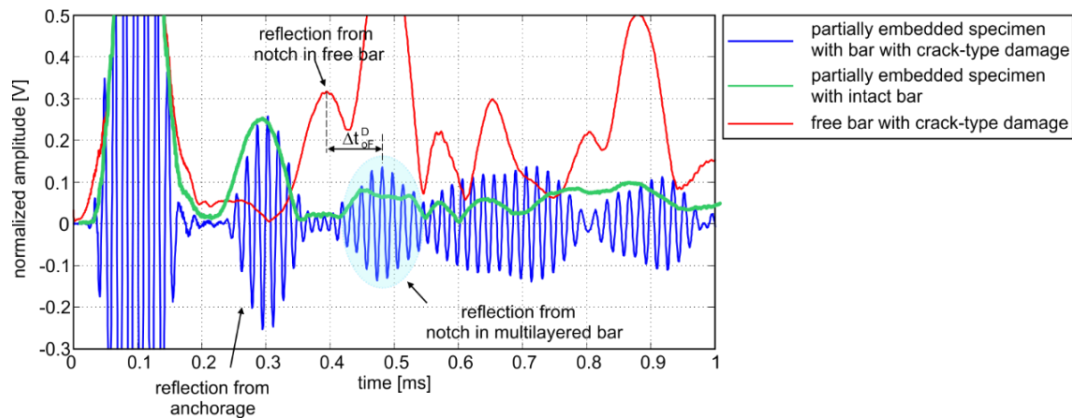 normalized amplitude [V]
0.5
0.4
0.3
0.2
0.1
0
-0.1
-0.2
-0.3
0
0.1
0.2
0.3
0.4
0.5
0.6
0.7
0.8
0.9
1
time [ms]
reflection from
notch in free bar
Δt D oF
reflection from
notch in multilayered bar
reflection from
anchorage
partially embedded specimen
with bar with crack-type damage
partially embedded specimen
with intact bar
free bar with crack-type damage